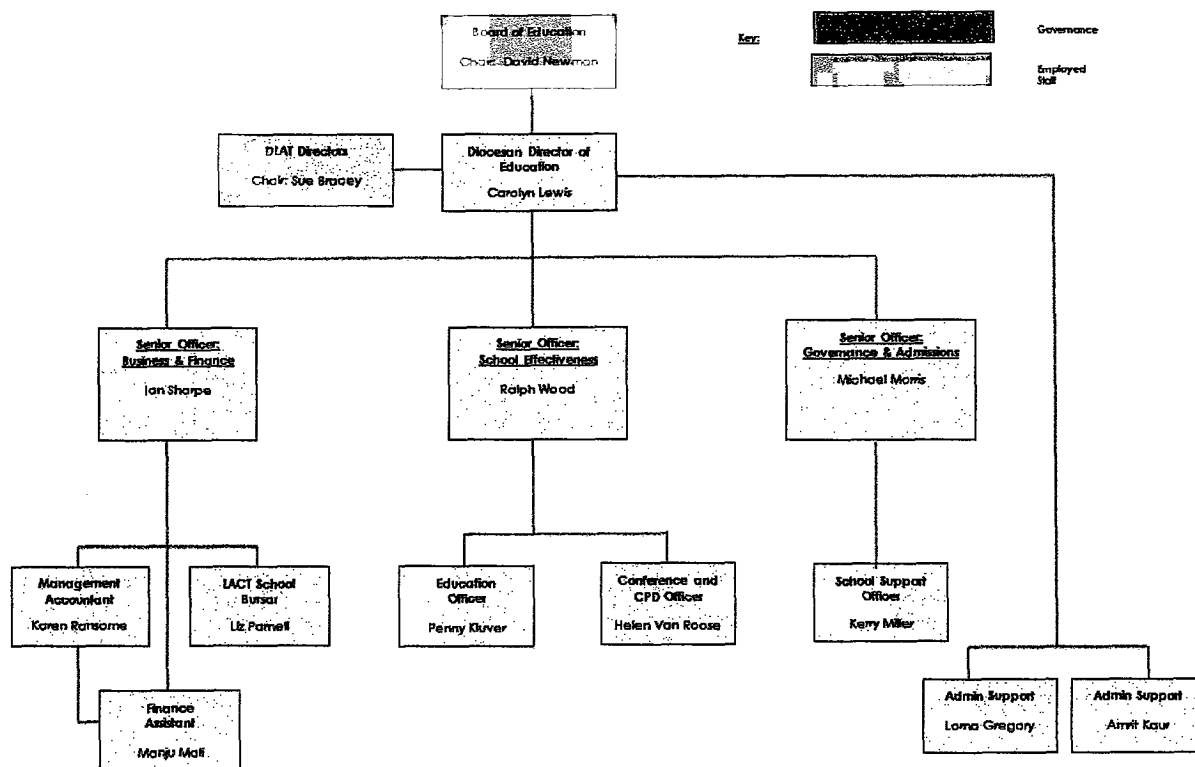 Board of Education
Chair: David Newman
Key:
Governance
Employed
Staff
DLAT Directors
Chair: Sue Bracey
Diocesan Director of
Education
Carolyn Lewis
Senior Officer:
Business & Finance
Ian Sharpe
Senior Officer:
School Effectiveness
Ralph Wood
Senior Officer:
Governance & Admissions
Michael Morris
Management
Accountant
Karen Ransome
LACT School
Bursar
Liz Parnell
Education
Officer
Penny Kluver
Conference and
CPD Officer
Helen Van Roose
School Support
Officer
Kerry Miller
Finance
Assistant
Manju Mali
Admin Support
Lorna Gregory
Admin Support
Amrit Kaur